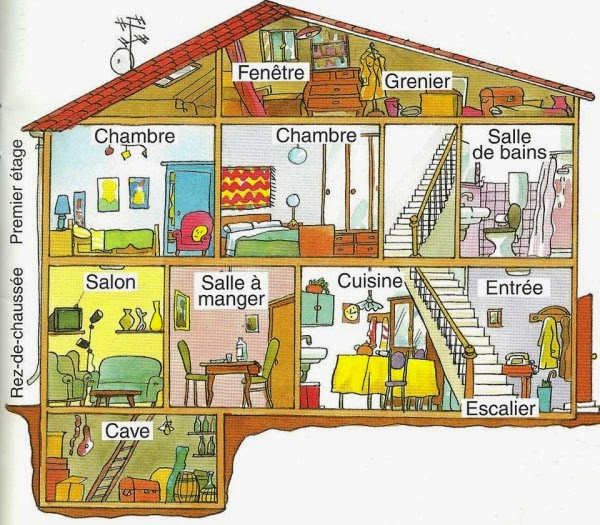 Fenêtre
Grenier
Premier étage
Chambre
Chambre
Salle
de bains
Rez-de-chaussée
Salon
Salle à
manger
Cuisine
Entrée
Escalier
Cave